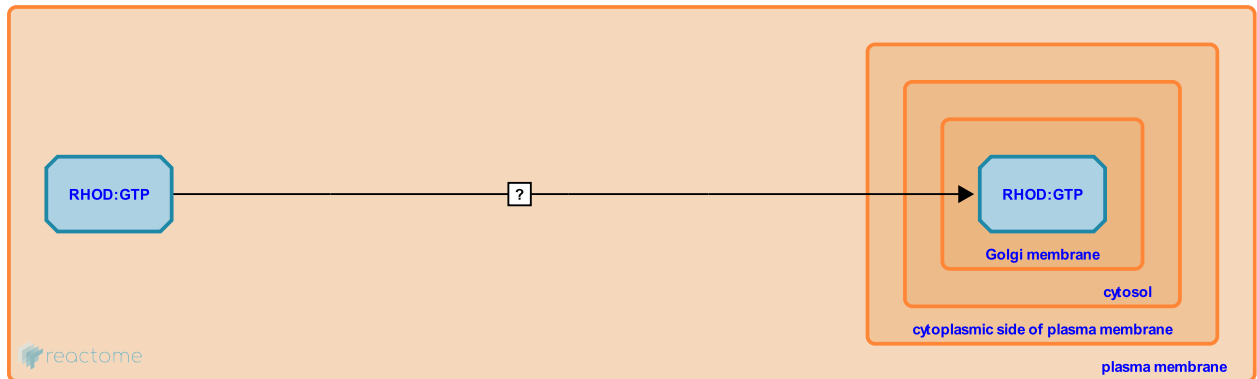 RHOD:GTP
?
RHOD:GTP
Golgi membrane
cytosol
cytoplasmic side of plasma membrane
reactome
plasma membrane